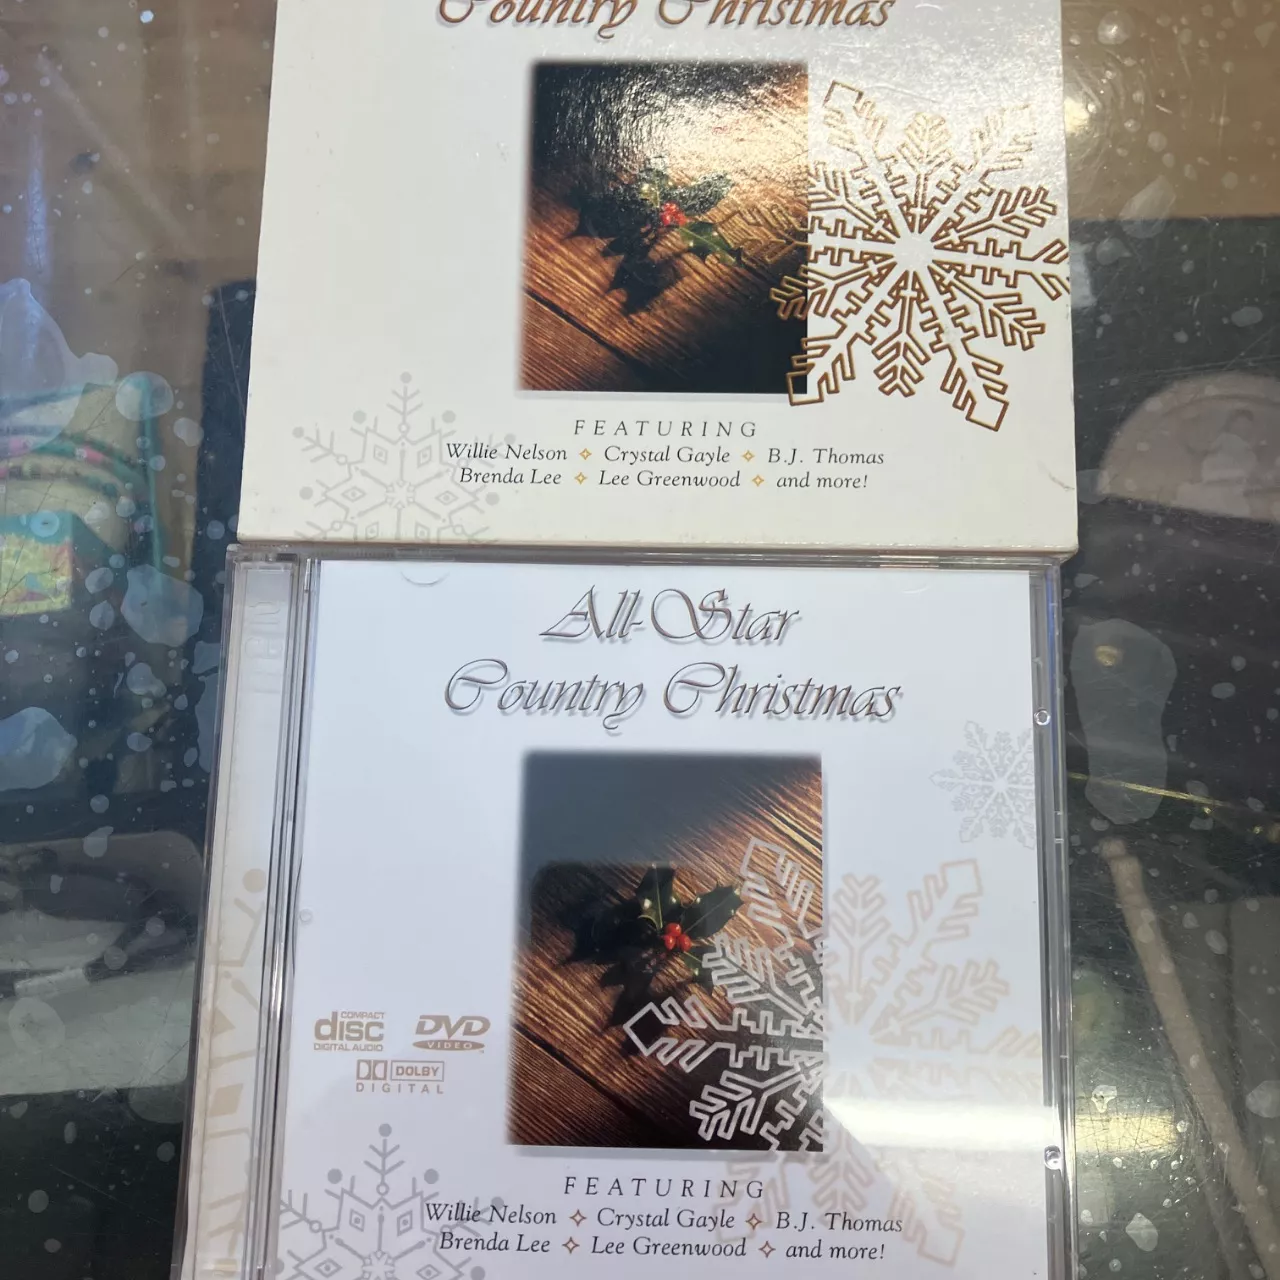 Country Christmas
FEATURING
Willie Nelson ✧ Crystal Gayle ✧ B.J. Thomas
Brenda Lee ✧ Lee Greenwood ✧ and more!
All-Star
Country Christmas
COMPACT
disc
DIGITAL AUDIO
DVD
VIDEO
DOLBY
DIGITAL
FEATURING
Willie Nelson ✧ Crystal Gayle ✧ B.J. Thomas
Brenda Lee ✧ Lee Greenwood ✧ and more!